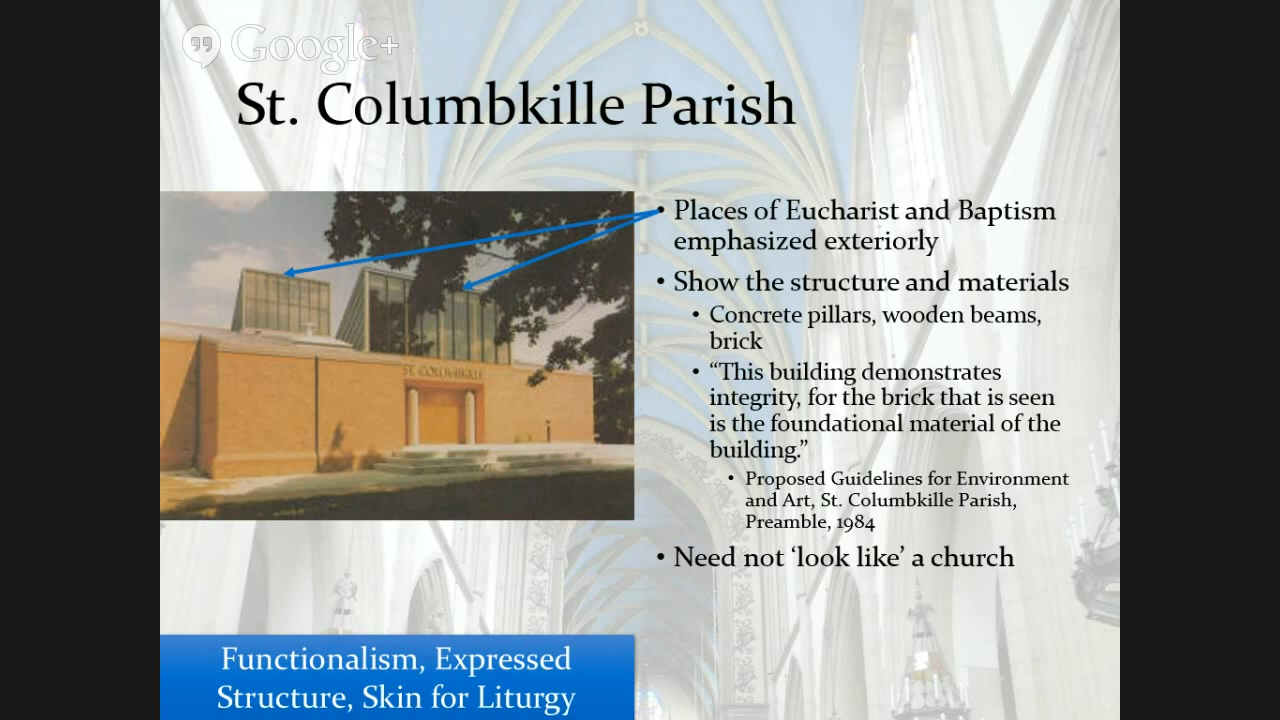 Google+
St. Columbkille Parish
• Places of Eucharist and Baptism
emphasized exteriorly
• Show the structure and materials
• Concrete pillars, wooden beams,
brick
• “This building demonstrates
integrity, for the brick that is seen
is the foundational material of the
building.”
• Proposed Guidelines for Environment
and Art, St. Columbkille Parish,
Preamble, 1984
• Need not ‘look like’ a church
ST. COLUMBKILLE
Functionalism, Expressed
Structure, Skin for Liturgy